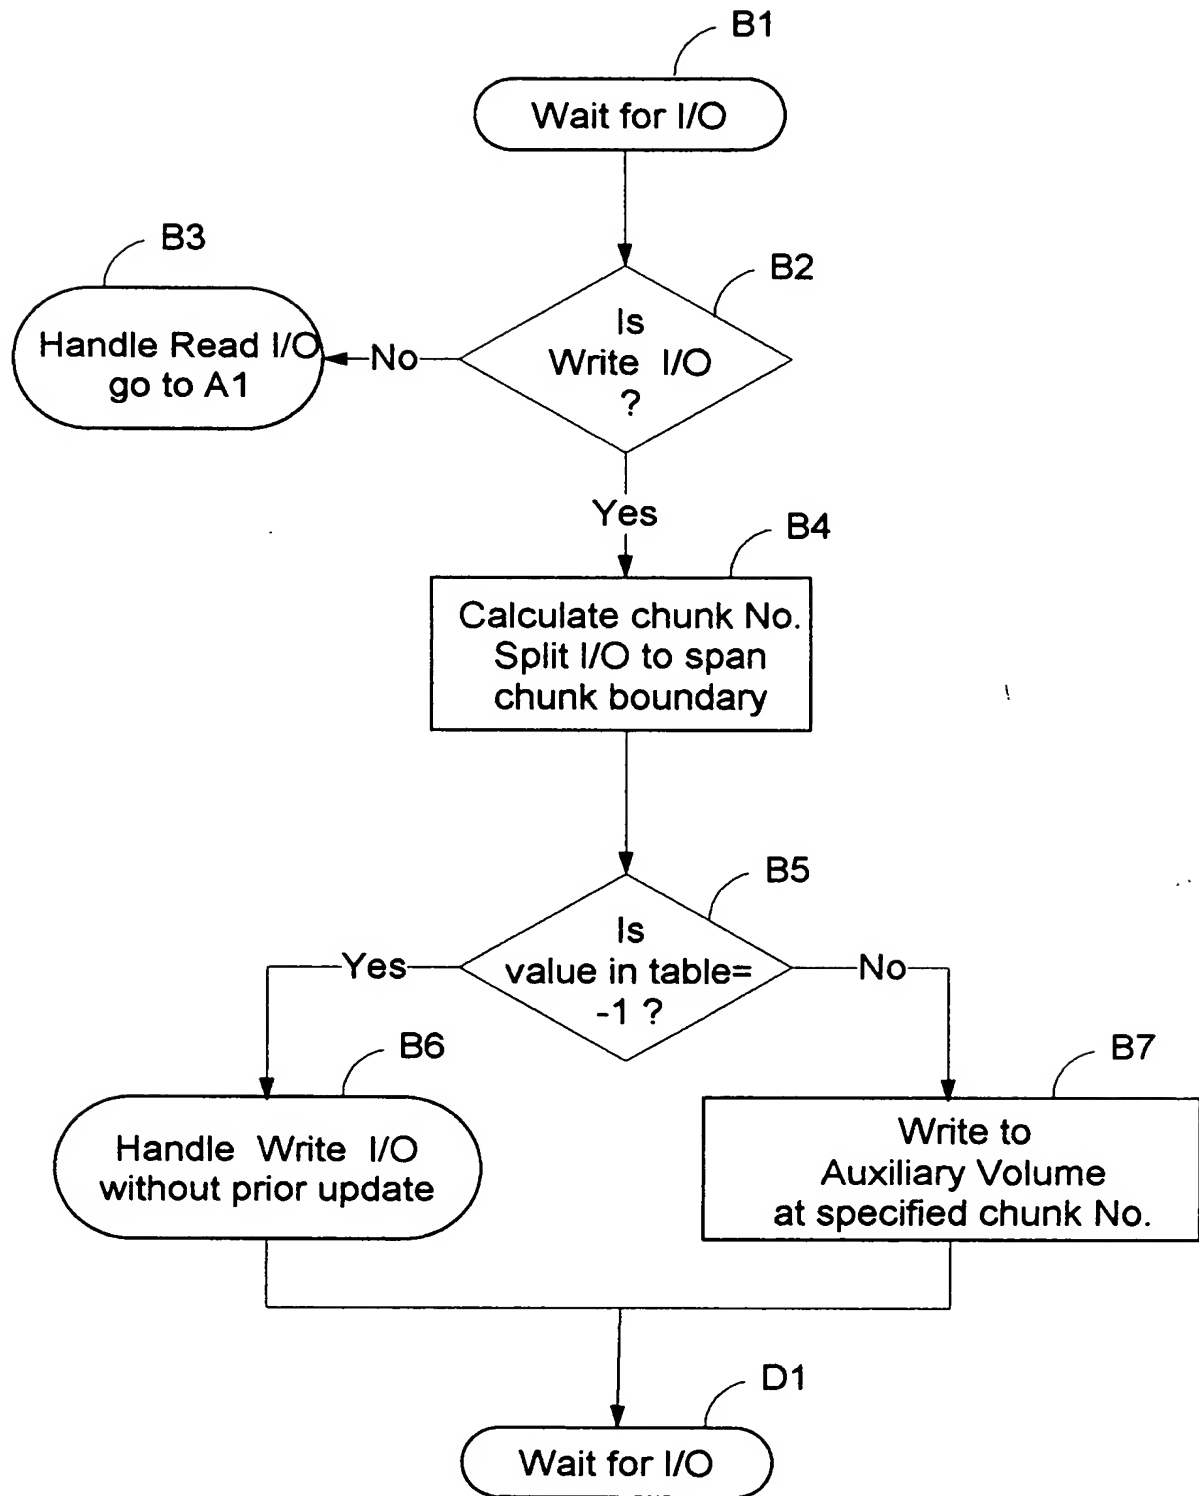 B1
Wait for I/O
B3
B2
Handle Read I/O
go to A1
No
Is
Write I/O
?
Yes
B4
Calculate chunk No.
Split I/O to span
chunk boundary
B5
Is
value in table=
-1 ?
Yes
No
B6
B7
Handle Write I/O
without prior update
Write to
Auxiliary Volume
at specified chunk No.
D1
Wait for I/O